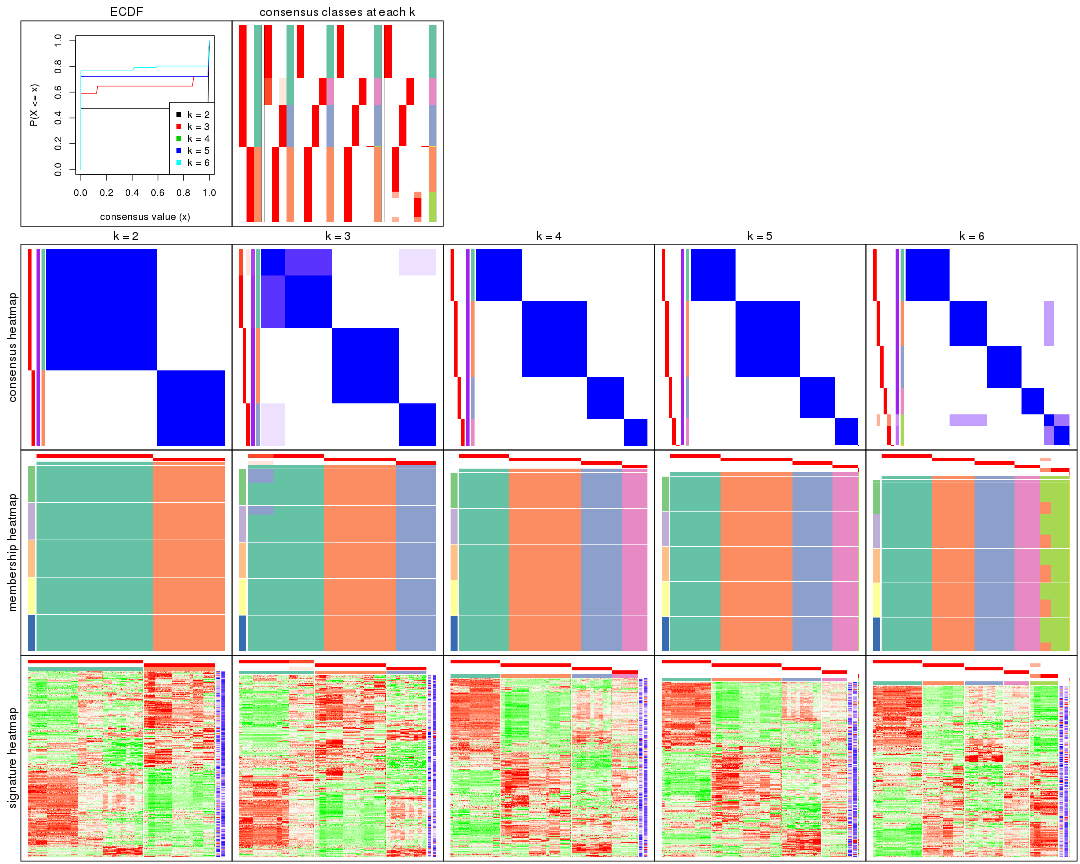 ECDF
consensus classes at each k
P(X <= x)
1.0
0.8
0.6
0.4
0.2
0.0
k = 2
k = 3
k = 4
k = 5
k = 6
0.0 0.2 0.4 0.6 0.8 1.0
consensus value (x)
k = 2
k = 3
k = 4
k = 5
k = 6
consensus heatmap
membership heatmap
signature heatmap